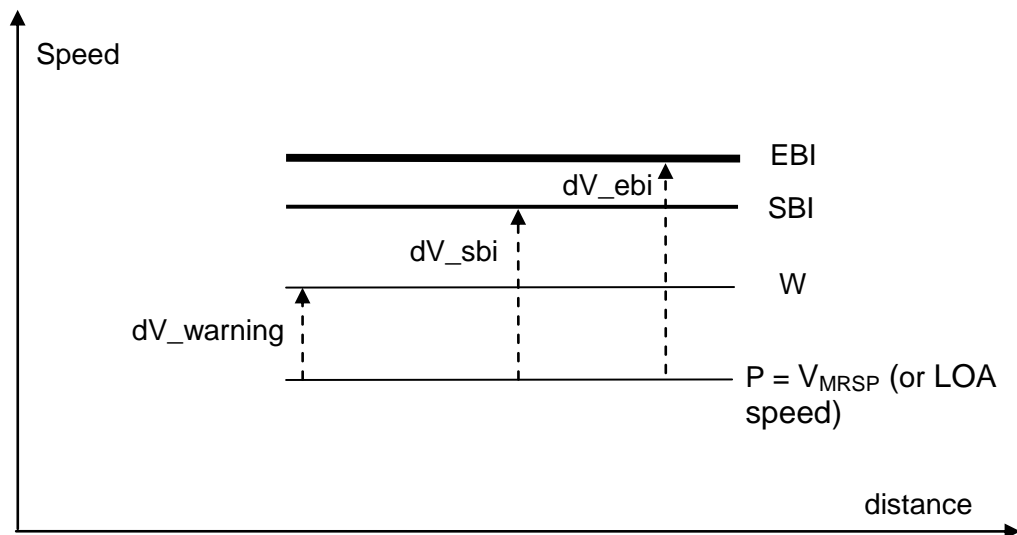 Speed
EBI
dV_ebi
SBI
dV_sbi
W
dV_warning
P = VMRSP (or LOA
speed)
distance